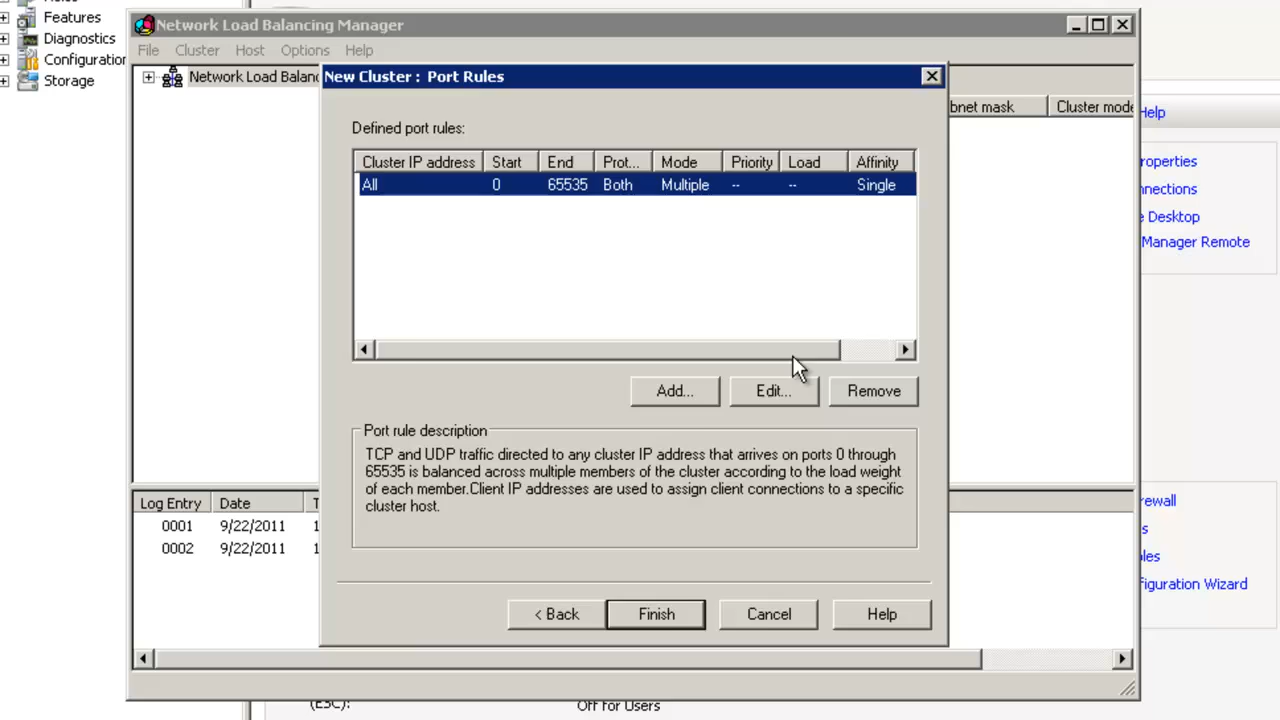 Features
Diagnostics
Configuration
Storage
Network Load Balancing Manager
File Cluster Host Options Help
Network Load Balanc
bnet mask Cluster mode
New Cluster : Port Rules
Defined port rules:
Cluster IP address Start End Prot... Mode Priority Load Affinity
All 0 65535 Both Multiple -- -- Single
Add... Edit... Remove
Port rule description
TCP and UDP traffic directed to any cluster IP address that arrives on ports 0 through
65535 is balanced across multiple members of the cluster according to the load weight
of each member.Client IP addresses are used to assign client connections to a specific
cluster host.
< Back Finish Cancel Help
Log Entry Date T
0001 9/22/2011 1
0002 9/22/2011 1
Help
roperties
nnections
e Desktop
Manager Remote
rewall
s
les
figuration Wizard
(ESC):
Off for Users